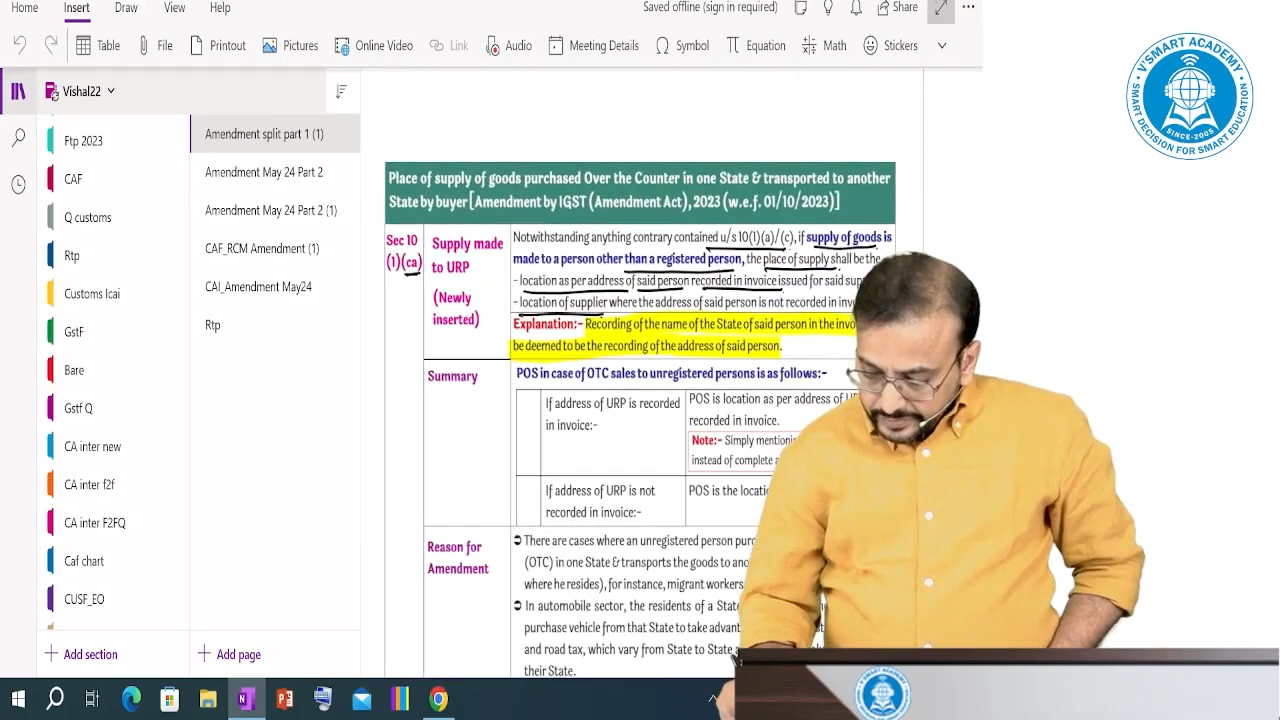 Home Insert Draw View Help
Saved offline (sign in required) Share
Table File Printout Pictures Online Video Link Audio Meeting Details Symbol Equation Math Stickers
Vishal22
Ftp 2023
CAF
Q customs
Rtp
Customs Icai
GstF
Bare
Gstf Q
CA inter new
CA inter f2f
CA inter F2FQ
Caf chart
CUSF_EO
Add section
Amendment split part 1 (1)
Amendment May 24 Part 2
Amendment May 24 Part 2 (1)
CAF_RCM Amendment (1)
CAI_Amendment May24
Rtp
Add page
Place of supply of goods purchased Over the Counter in one State & transported to another
State by buyer [Amendment by IGST (Amendment Act), 2023 (w.e.f. 01/10/2023)]
Sec 10
(1)(ca)
Supply made
to URP
(Newly
inserted)
Notwithstanding anything contrary contained u/s 10(1)(a)/(c), if supply of goods is
made to a person other than a registered person, the place of supply shall be the
- location as per address of said person recorded in invoice issued for said
- location of supplier where the address of said person is not recorded in
Explanation:- Recording of the name of the State of said person in the
be deemed to be the recording of the address of said person.
Summary
POS in case of OTC sales to unregistered persons is as follows:-
If address of URP is recorded
in invoice:-
POS is location as per address of
recorded in invoice.
Note:- Simply
instead of complete
If address of URP is not
recorded in invoice:-
POS is the
Reason for
Amendment
There are cases where an unregistered person
(OTC) in one State & transports the goods to
where he resides), for instance, migrant workers
In automobile sector, the residents of a State
purchase vehicle from that State to take
and road tax, which vary from State to State
their State.
V'SMART ACADEMY
SINCE-2005
SMART DECISION FOR SMART EDUCATION